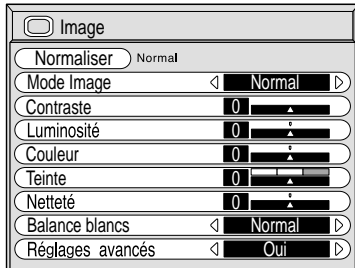 Image
Normaliser Normal
Mode Image Normal
Contraste 0
Luminosité 0
Couleur 0
Teinte 0
Netteté 0
Balance blancs Normal
Réglages avancés Oui